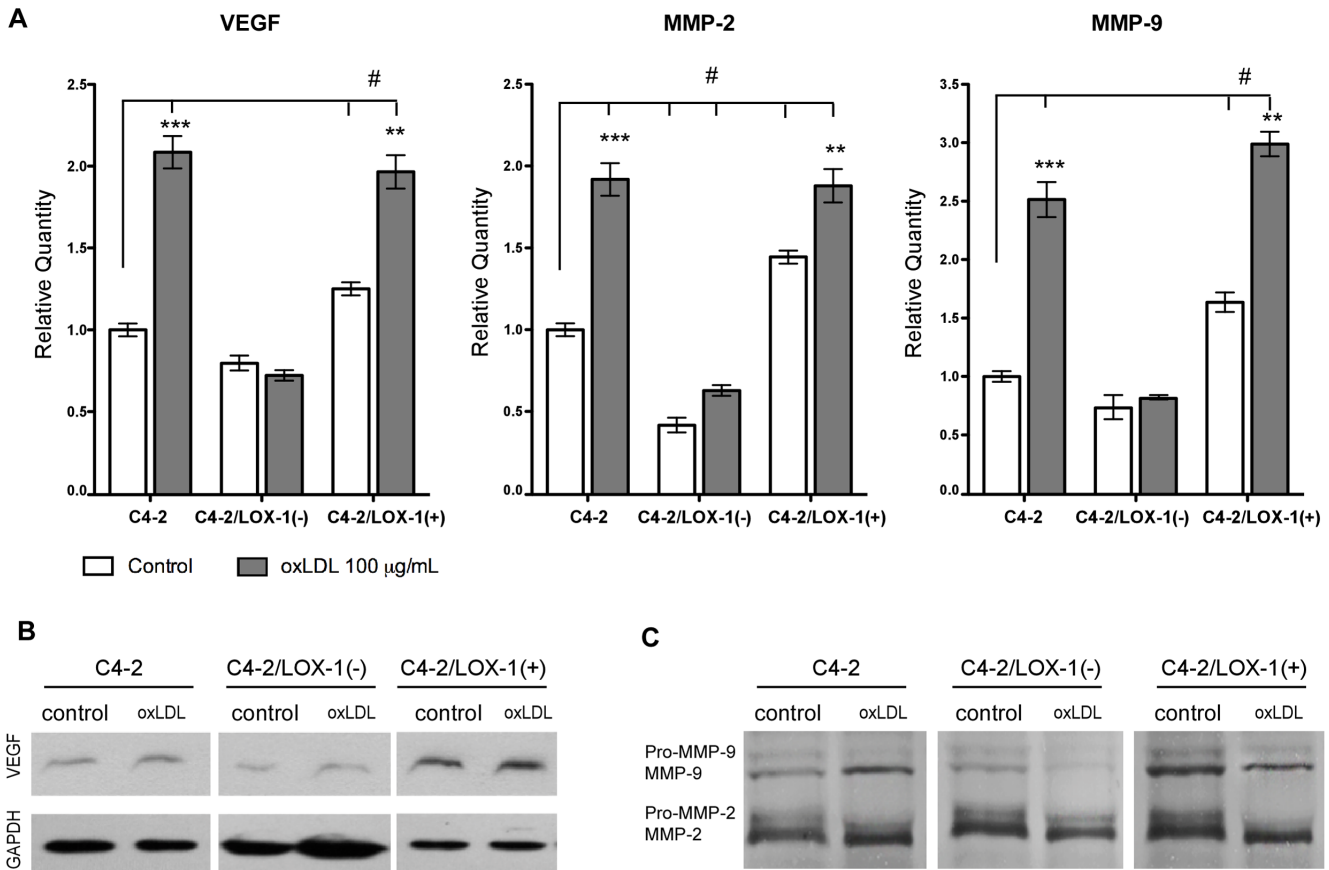 A
VEGF
MMP-2
MMP-9
Relative Quantity
2.5
2.0
1.5
1.0
0.5
0.0
#
***
**
C4-2
C4-2/LOX-1(-)
C4-2/LOX-1(+)
Relative Quantity
2.5
2.0
1.5
1.0
0.5
0.0
#
***
**
C4-2
C4-2/LOX-1(-)
C4-2/LOX-1(+)
Relative Quantity
3.5
3.0
2.5
2.0
1.5
1.0
0.5
0.0
#
***
**
C4-2
C4-2/LOX-1(-)
C4-2/LOX-1(+)
Control
oxLDL 100 μg/mL
B
C4-2
C4-2/LOX-1(-)
C4-2/LOX-1(+)
control
oxLDL
control
oxLDL
control
oxLDL
VEGF
GAPDH
C
C4-2
C4-2/LOX-1(-)
C4-2/LOX-1(+)
control
oxLDL
control
oxLDL
control
oxLDL
Pro-MMP-9
MMP-9
Pro-MMP-2
MMP-2